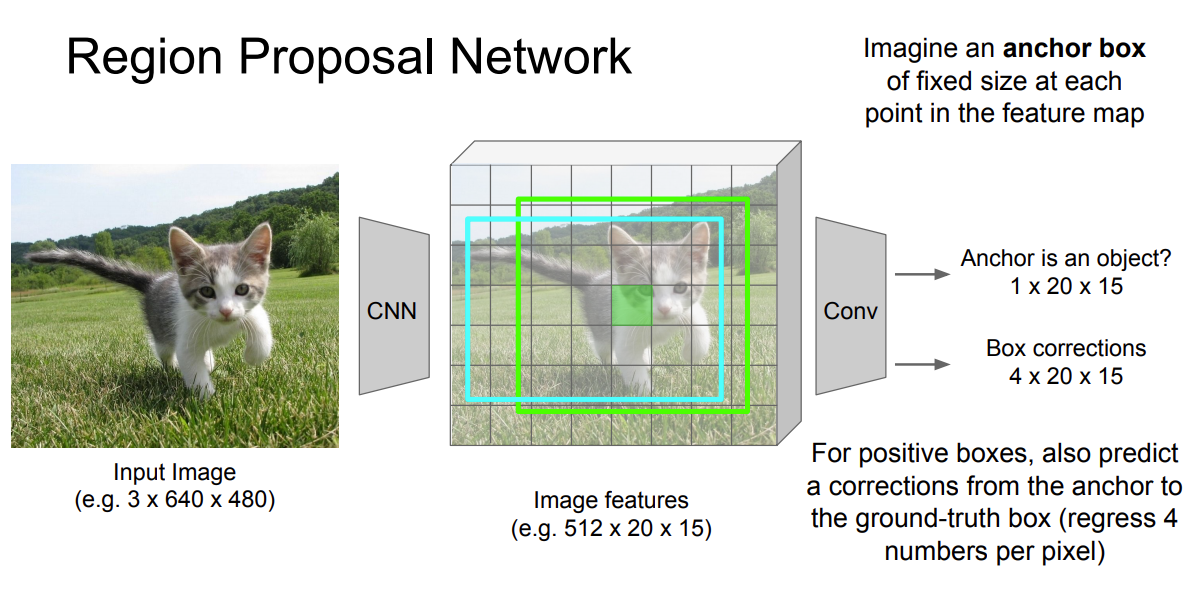 Region Proposal Network
Imagine an anchor box
of fixed size at each
point in the feature map
CNN
Conv
Anchor is an object?
1 x 20 x 15
Box corrections
4 x 20 x 15
Input Image
(e.g. 3 x 640 x 480)
Image features
(e.g. 512 x 20 x 15)
For positive boxes, also predict
a corrections from the anchor to
the ground-truth box (regress 4
numbers per pixel)